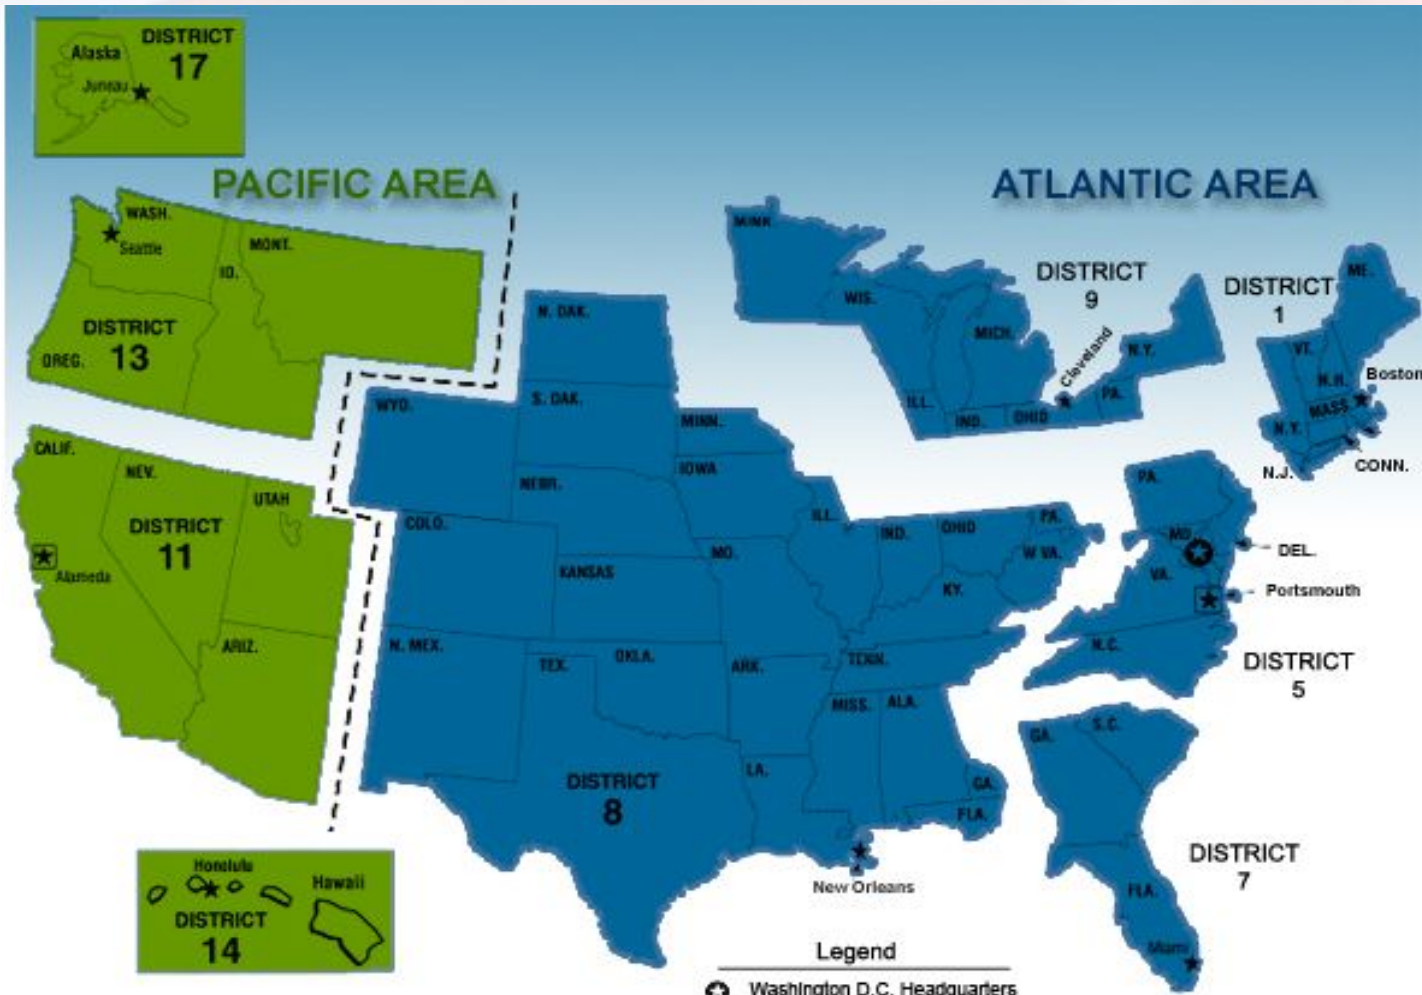 DISTRICT
17
Alaska
Juneau
PACIFIC AREA
ATLANTIC AREA
WASH.
Seattle
MONT.
ID.
DISTRICT
13
OREG.
CALIF.
NEV.
UTAH
DISTRICT
11
Alameda
ARIZ.
Honolulu
Hawaii
DISTRICT
14
N. DAK.
WYO.
S. DAK.
MINN.
IOWA
NEBR.
COLO.
ILL.
IND.
OHIO
PA.
W VA.
MO.
KANSAS
KY.
N. MEX.
TEX.
OKLA.
ARK.
TENN.
MISS.
ALA.
LA.
GA.
FLA.
DISTRICT
8
New Orleans
MINN.
WIS.
MICH.
DISTRICT
9
Cleveland
N.Y.
ILL.
IND.
OHIO
PA.
DISTRICT
1
ME.
VT.
N.H.
Boston
MASS.
N.Y.
CONN.
N.J.
PA.
MD.
DEL.
VA.
Portsmouth
N.C.
DISTRICT
5
GA.
S.C.
DISTRICT
7
FLA.
Miami
Legend
Washington D.C. Headquarters